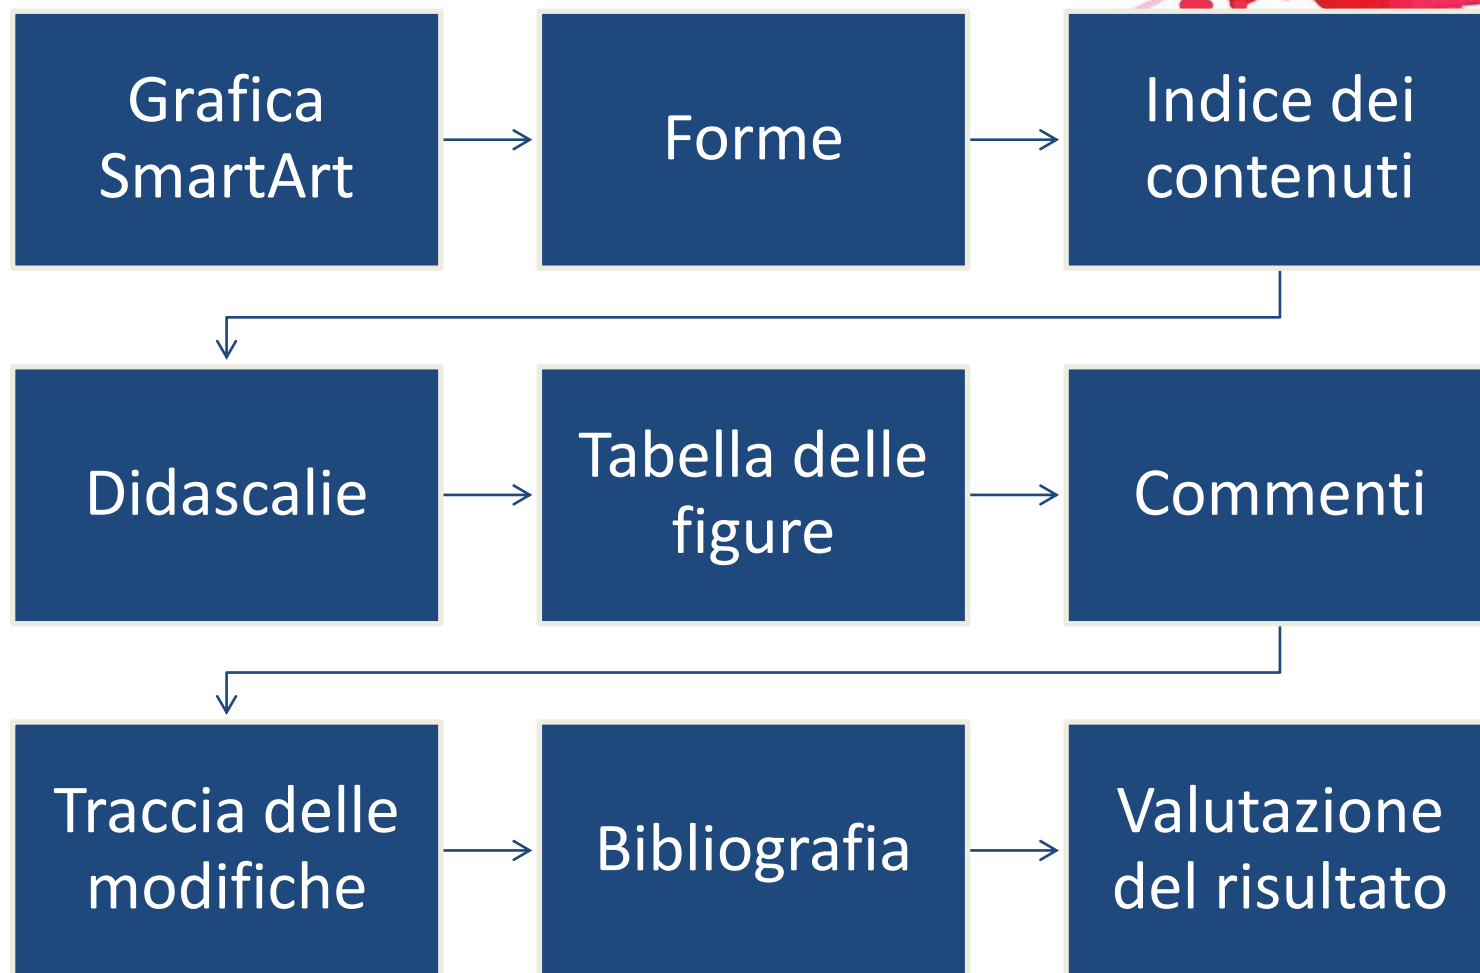 Grafica
SmartArt
Forme
Indice dei
contenuti
Didascalie
Tabella delle
figure
Commenti
Traccia delle
modifiche
Bibliografia
Valutazione
del risultato